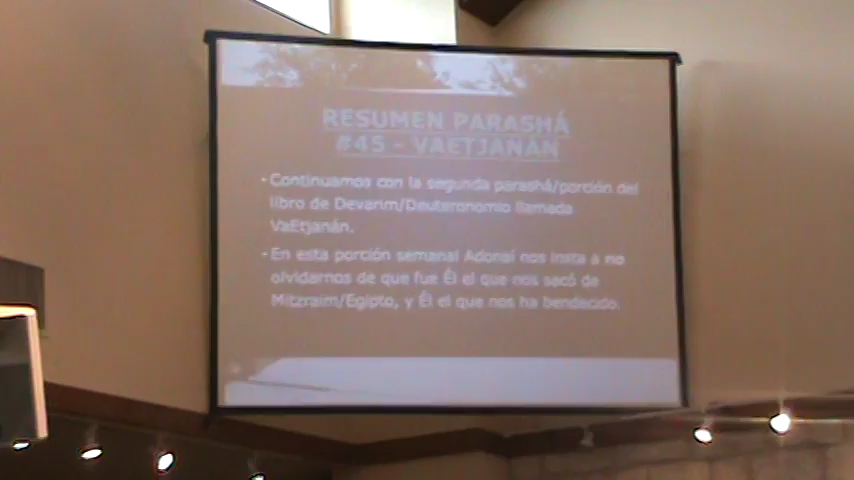 RESUMEN PARASHÁ
#45 - VAETJANÁN
- Continuamos con la segunda parashá/porción del
libro de Devarim/Deuteronomio llamada
VaEtjanán.
- En esta porción semanal Adonai nos insta a no
olvidarnos de que fue Él el que nos sacó de
Mitzraim/Egipto, y Él el que nos ha bendecido.